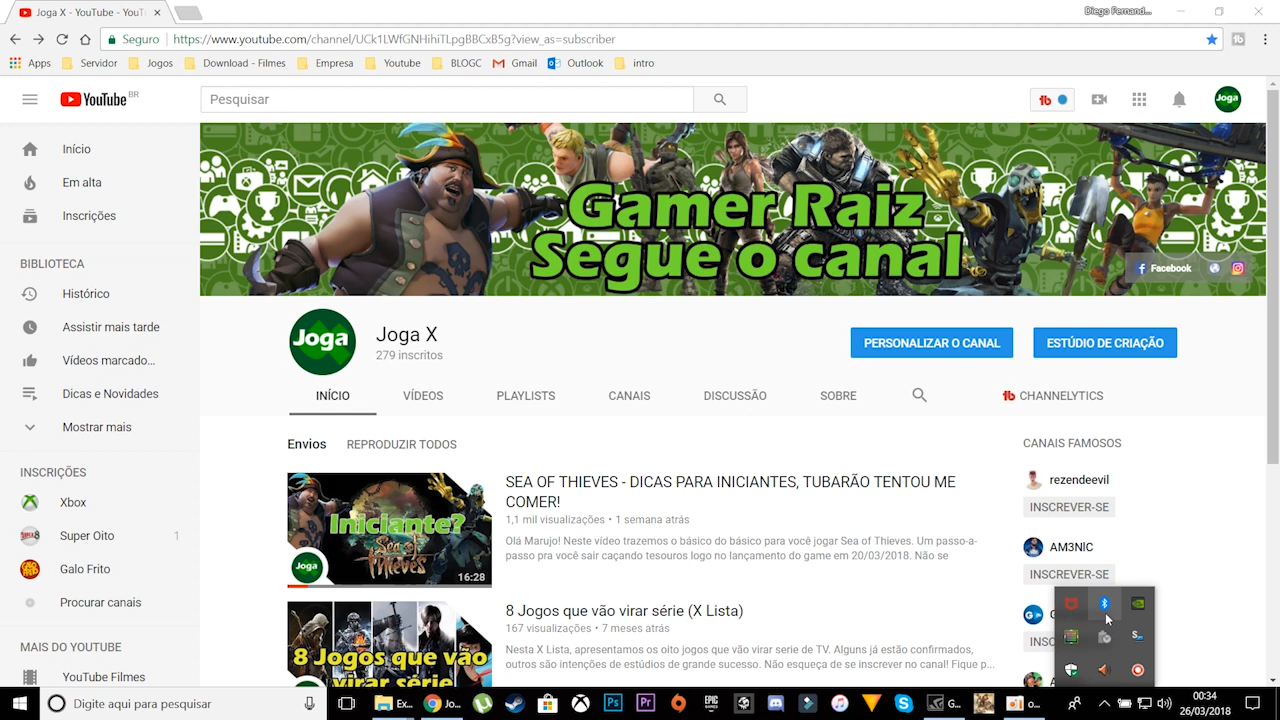 Joga X - YouTube - YouT
Diego Fernand...
Seguro
https://www.youtube.com/channel/UCk1LWfGNHihiTLpgBBCxB5g?view_as=subscriber
Apps Servidor Jogos Download - Filmes Empresa Youtube BLOGC Gmail Outlook intro
YouTube BR
Pesquisar
Joga
Início
Em alta
Inscrições
BIBLIOTECA
Histórico
Assistir mais tarde
Vídeos marcado...
Dicas e Novidades
Mostrar mais
INSCRIÇÕES
Xbox
Super Oito 1
Galo Frito
Procurar canais
MAIS DO YOUTUBE
YouTube Filmes
Gamer Raiz
Segue o canal
Facebook
Joga
Joga X
279 inscritos
PERSONALIZAR O CANAL
ESTÚDIO DE CRIAÇÃO
INÍCIO VÍDEOS PLAYLISTS CANAIS DISCUSSÃO SOBRE CHANNELYTICS
Envios REPRODUZIR TODOS
Iniciante?
Sea of Thieves
Joga
16:28
SEA OF THIEVES - DICAS PARA INICIANTES, TUBARÃO TENTOU ME
COMER!
1,1 mil visualizações • 1 semana atrás
Olá Marujo! Neste vídeo trazemos o básico do básico para você jogar Sea of Thieves. Um passo-a-
passo pra você sair caçando tesouros logo no lançamento do game em 20/03/2018. Não se
8 Jogos que vão
virar série
8 Jogos que vão virar série (X Lista)
167 visualizações • 7 meses atrás
Nesta X Lista, apresentamos os oito jogos que vão virar serie de TV. Alguns já estão confirmados,
outros são intenções de estúdios de grande sucesso. Não esqueça de se inscrever no canal! Fique p...
CANAIS FAMOSOS
rezendeevil
INSCREVER-SE
AM3NIC
INSCREVER-SE
G
INSC
Digite aqui para pesquisar
Ex...
Jo...
Ps
Pr
EPIC
GAMES
G...
o...
00:34
26/03/2018